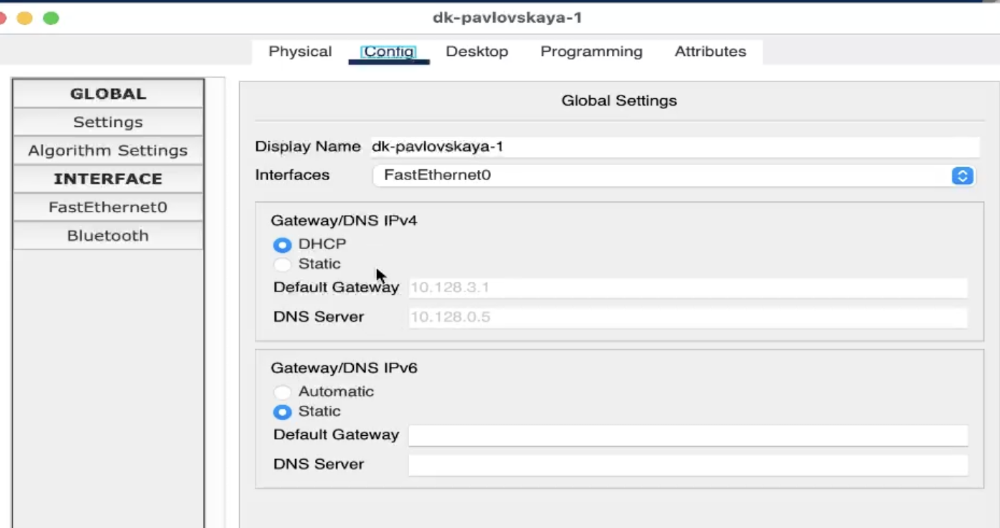 dk-pavlovskaya-1
Physical Config Desktop Programming Attributes
GLOBAL
Settings
Algorithm Settings
INTERFACE
FastEthernet0
Bluetooth
Global Settings
Display Name dk-pavlovskaya-1
Interfaces FastEthernet0
Gateway/DNS IPv4
DHCP
Static
Default Gateway 10.128.3.1
DNS Server 10.128.0.5
Gateway/DNS IPv6
Automatic
Static
Default Gateway
DNS Server